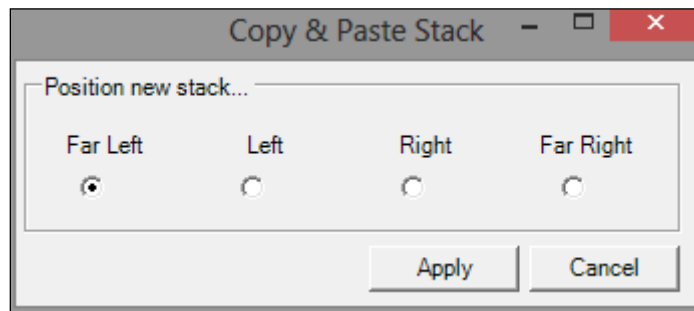 Copy & Paste Stack
Position new stack...
Far Left Left Right Far Right
Apply Cancel